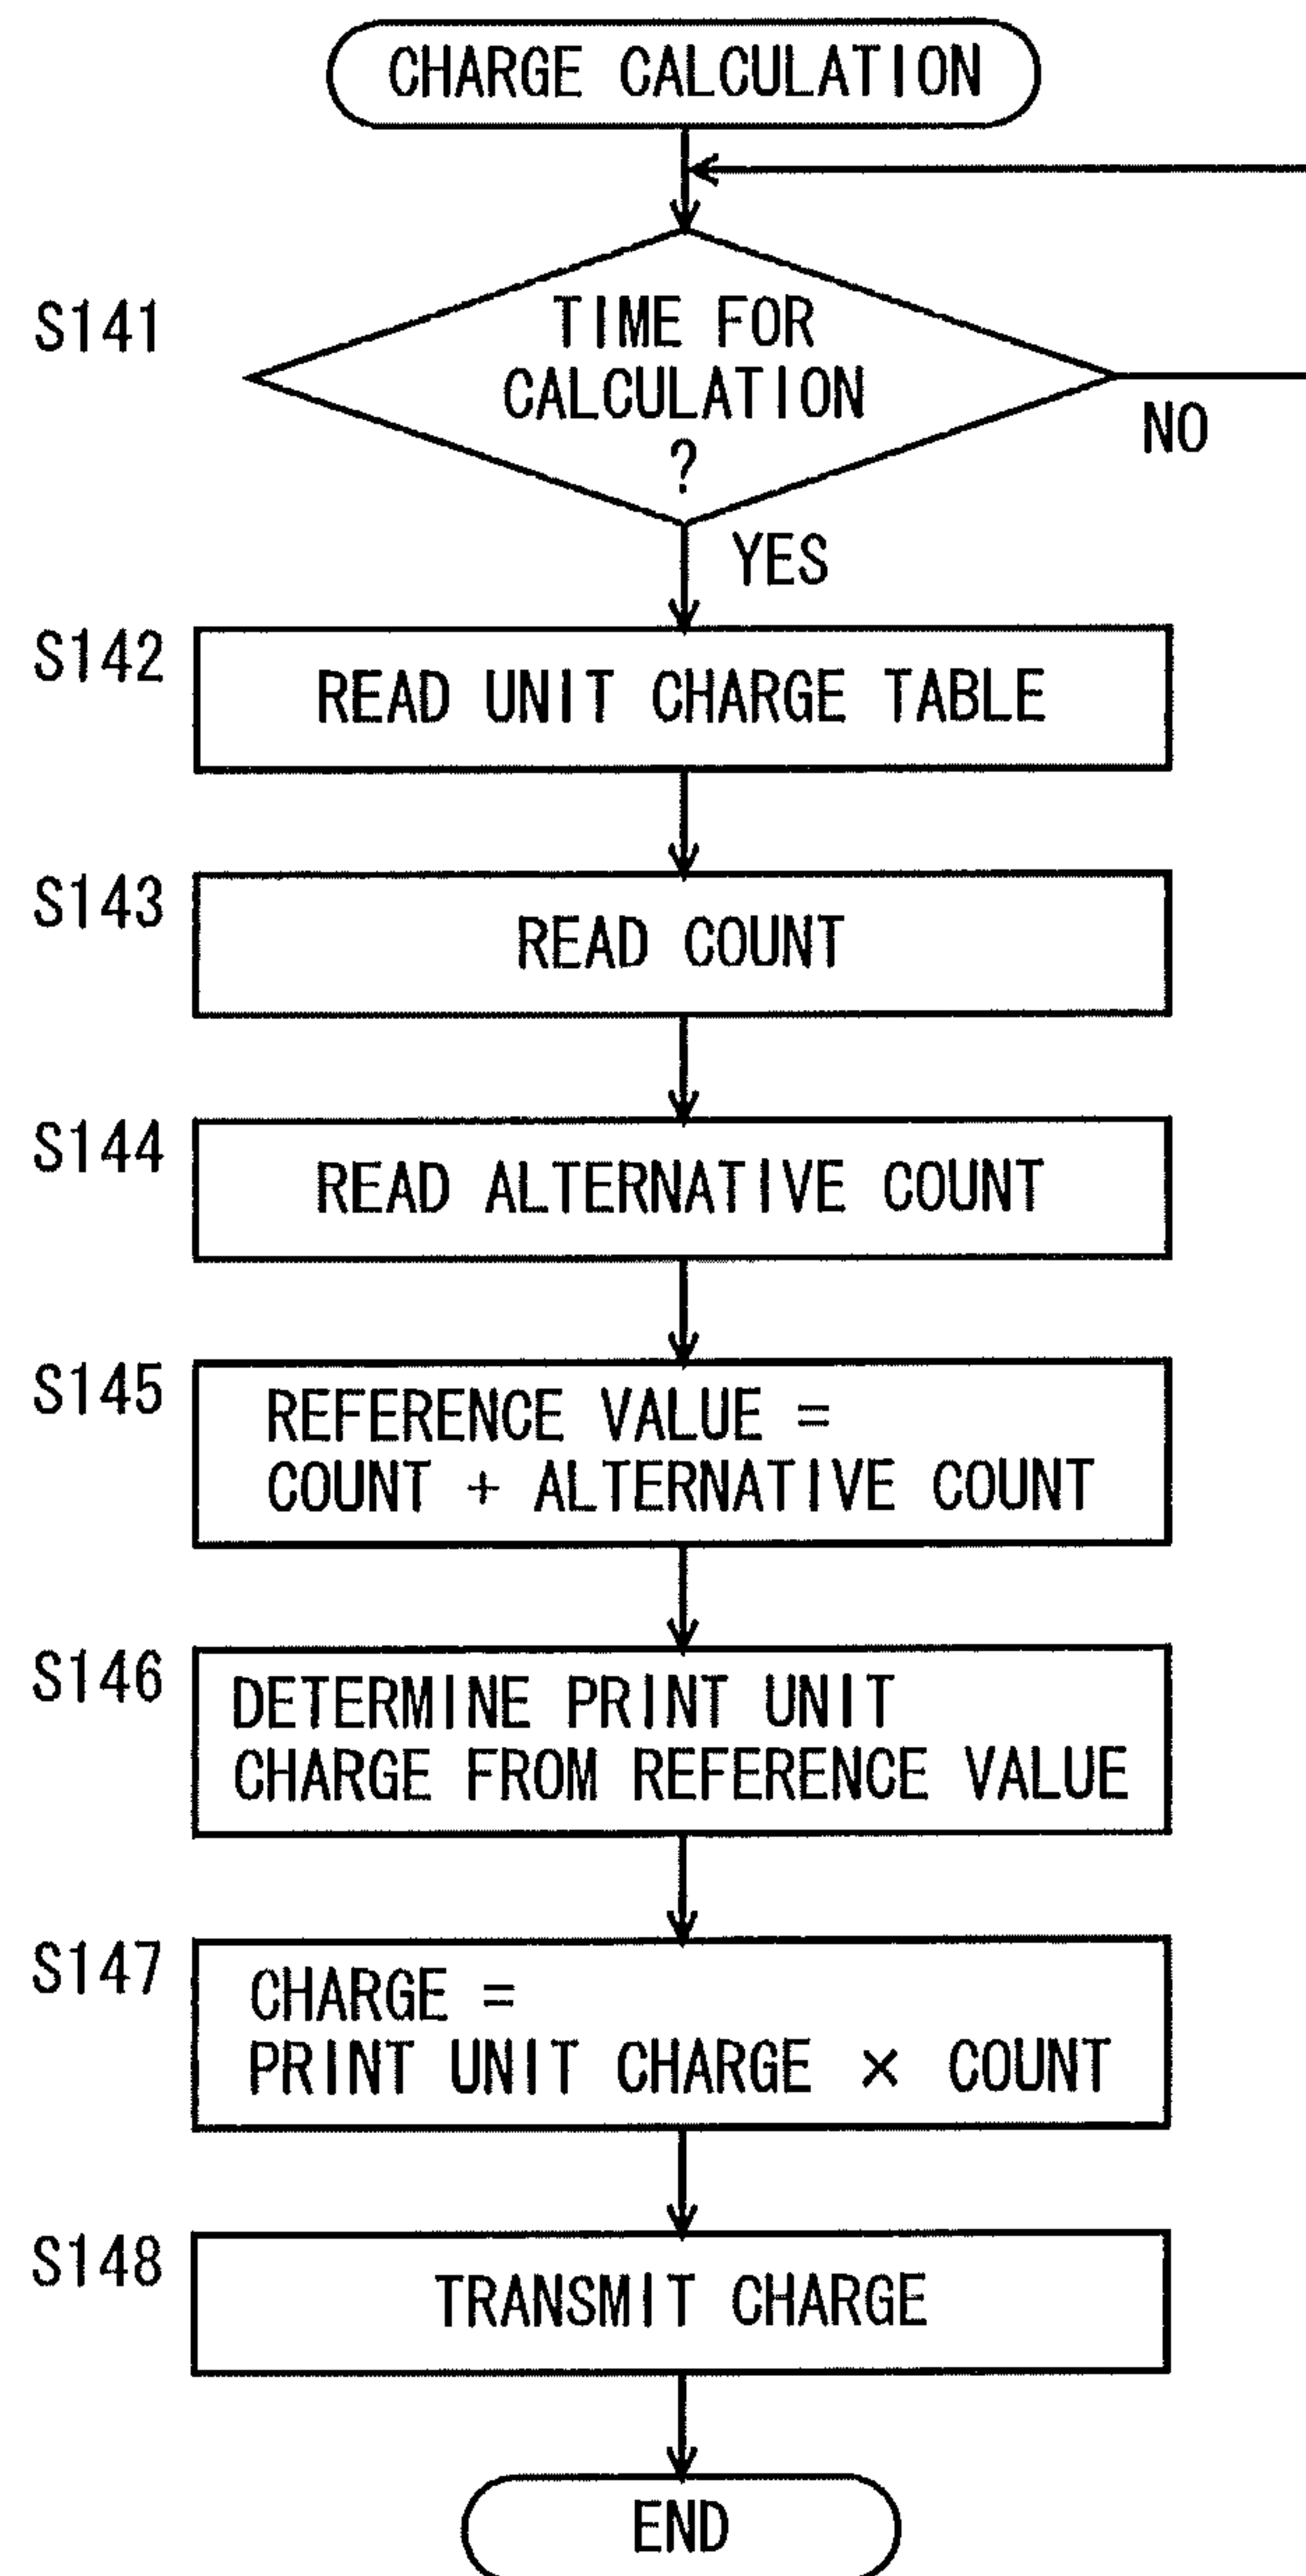 CHARGE CALCULATION
S141
TIME FOR
CALCULATION
?
NO
YES
S142
READ UNIT CHARGE TABLE
S143
READ COUNT
S144
READ ALTERNATIVE COUNT
S145
REFERENCE VALUE =
COUNT + ALTERNATIVE COUNT
S146
DETERMINE PRINT UNIT
CHARGE FROM REFERENCE VALUE
S147
CHARGE =
PRINT UNIT CHARGE × COUNT
S148
TRANSMIT CHARGE
END